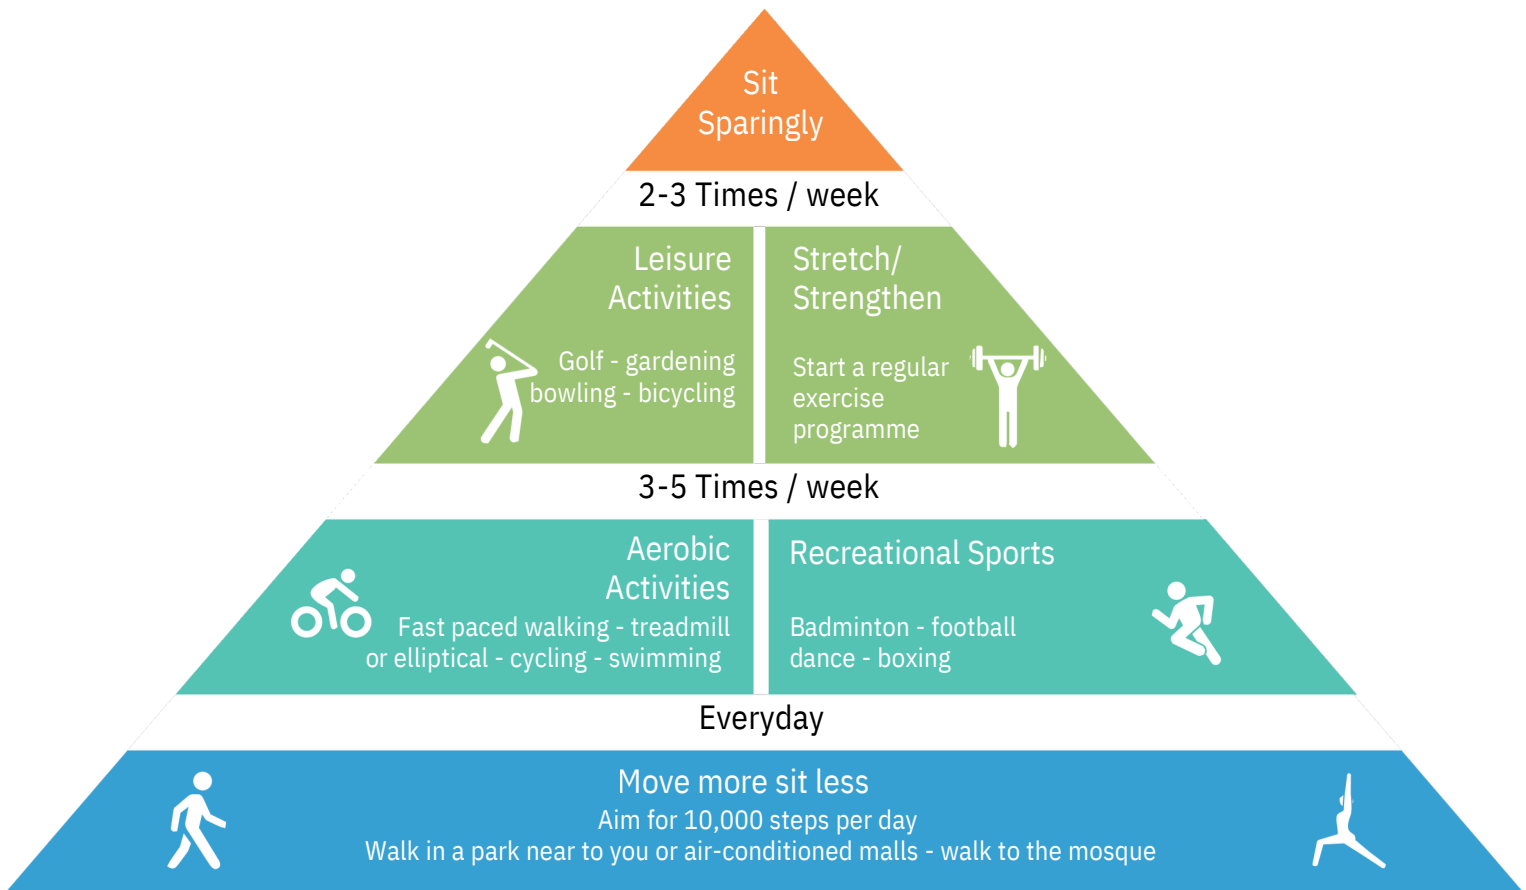 Sit
Sparingly
2-3 Times / week
Leisure
Activities
Golf - gardening
bowling - bicycling
Stretch/
Strengthen
Start a regular
exercise
programme
3-5 Times / week
Aerobic
Activities
Fast paced walking - treadmill
or elliptical - cycling - swimming
Recreational Sports
Badminton - football
dance - boxing
Everyday
Move more sit less
Aim for 10,000 steps per day
Walk in a park near to you or air-conditioned malls - walk to the mosque